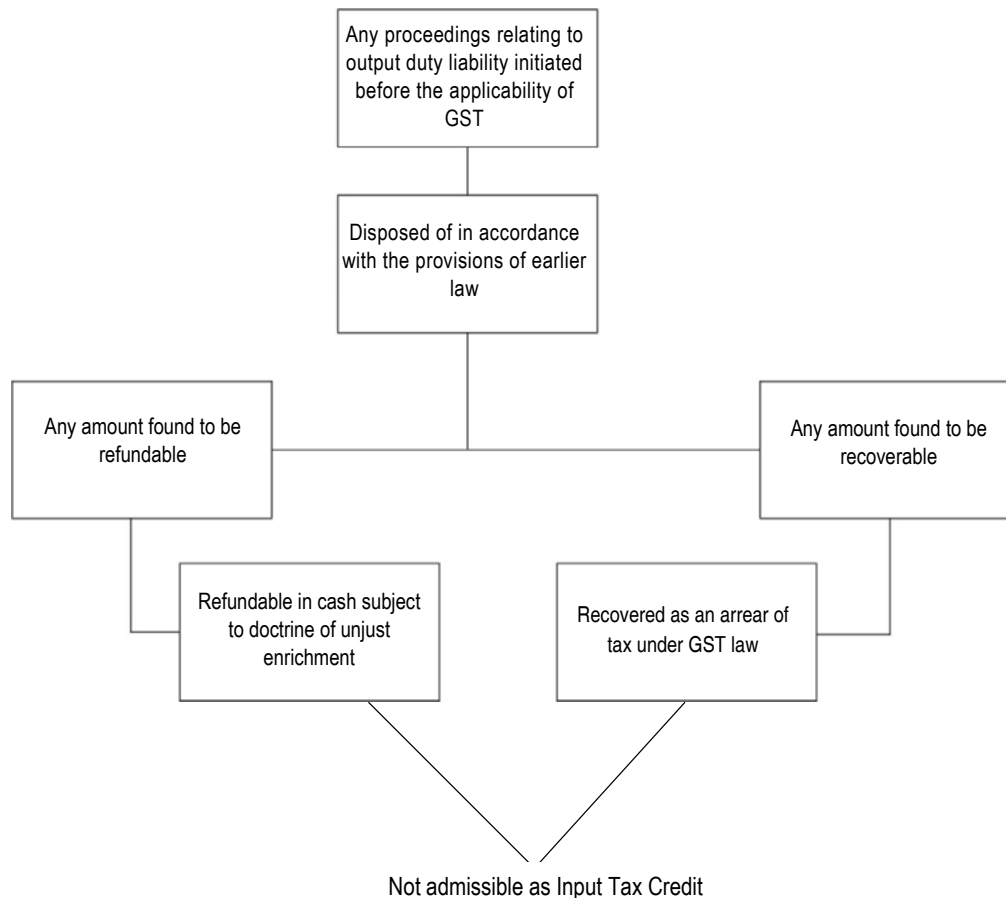 Any proceedings relating to
output duty liability initiated
before the applicability of
GST
Disposed of in accordance
with the provisions of earlier
law
Any amount found to be
refundable
Any amount found to be
recoverable
Refundable in cash subject
to doctrine of unjust
enrichment
Recovered as an arrear of
tax under GST law
Not admissible as Input Tax Credit